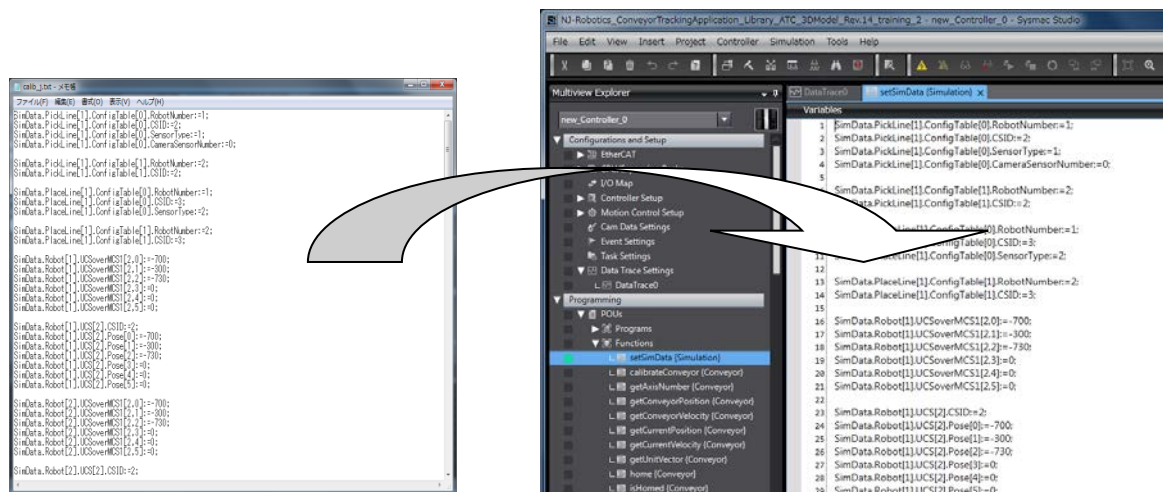 calib_j.txt - メモ帳
ファイル(F) 編集(E) 書式(O) 表示(V) ヘルプ(H)
SimData.PickLine[1].ConfigTable[0].RobotNumber:=1;
SimData.PickLine[1].ConfigTable[0].CSID:=2;
SimData.PickLine[1].ConfigTable[0].SensorType:=1;
SimData.PickLine[1].ConfigTable[0].CameraSensorNumber:=0;
SimData.PickLine[1].ConfigTable[1].RobotNumber:=2;
SimData.PickLine[1].ConfigTable[1].CSID:=2;
SimData.PlaceLine[1].ConfigTable[0].RobotNumber:=1;
SimData.PlaceLine[1].ConfigTable[0].CSID:=3;
SimData.PlaceLine[1].ConfigTable[0].SensorType:=2;
SimData.PlaceLine[1].ConfigTable[1].RobotNumber:=2;
SimData.PlaceLine[1].ConfigTable[1].CSID:=3;
SimData.Robot[1].UCSoverMCS1[2,0]:=-700;
SimData.Robot[1].UCSoverMCS1[2,1]:=-300;
SimData.Robot[1].UCSoverMCS1[2,2]:=-730;
SimData.Robot[1].UCSoverMCS1[2,3]:=0;
SimData.Robot[1].UCSoverMCS1[2,4]:=0;
SimData.Robot[1].UCSoverMCS1[2,5]:=0;
SimData.Robot[1].UCS[2].CSID:=2;
SimData.Robot[1].UCS[2].Pose[0]:=-700;
SimData.Robot[1].UCS[2].Pose[1]:=-300;
SimData.Robot[1].UCS[2].Pose[2]:=-730;
SimData.Robot[1].UCS[2].Pose[3]:=0;
SimData.Robot[1].UCS[2].Pose[4]:=0;
SimData.Robot[1].UCS[2].Pose[5]:=0;
SimData.Robot[2].UCSoverMCS1[2,0]:=-700;
SimData.Robot[2].UCSoverMCS1[2,1]:=-300;
SimData.Robot[2].UCSoverMCS1[2,2]:=-730;
SimData.Robot[2].UCSoverMCS1[2,3]:=0;
SimData.Robot[2].UCSoverMCS1[2,4]:=0;
SimData.Robot[2].UCSoverMCS1[2,5]:=0;
SimData.Robot[2].UCS[2].CSID:=2;
NJ-Robotics_ConveyorTrackingApplication_Library_ATC_3DModel_Rev.14_training_2 - new_Controller_0 - Sysmac Studio
File Edit View Insert Project Controller Simulation Tools Help
Multiview Explorer
new_Controller_0
Configurations and Setup
EtherCAT
I/O Map
Controller Setup
Motion Control Setup
Cam Data Settings
Event Settings
Task Settings
Data Trace Settings
DataTrace0
Programming
POUs
Programs
Functions
setSimData (Simulation)
calibrateConveyor (Conveyor)
getAxisNumber (Conveyor)
getConveyorPosition (Conveyor)
getConveyorVelocity (Conveyor)
getCurrentPosition (Conveyor)
getCurrentVelocity (Conveyor)
getUnitVector (Conveyor)
home (Conveyor)
isHomed (Conveyor)
DataTrace0 setSimData (Simulation) x
Variables
1 SimData.PickLine[1].ConfigTable[0].RobotNumber:=1;
2 SimData.PickLine[1].ConfigTable[0].CSID:=2;
3 SimData.PickLine[1].ConfigTable[0].SensorType:=1;
4 SimData.PickLine[1].ConfigTable[0].CameraSensorNumber:=0;
5
SimData.PickLine[1].ConfigTable[1].RobotNumber:=2;
SimData.PickLine[1].ConfigTable[1].CSID:=2;
.RobotNumber:=1;
ConfigTable[0].CSID:=3;
Line[1].ConfigTable[0].SensorType:=2;
12
13 SimData.PlaceLine[1].ConfigTable[1].RobotNumber:=2;
14 SimData.PlaceLine[1].ConfigTable[1].CSID:=3;
15
16 SimData.Robot[1].UCSoverMCS1[2,0]:=-700;
17 SimData.Robot[1].UCSoverMCS1[2,1]:=-300;
18 SimData.Robot[1].UCSoverMCS1[2,2]:=-730;
19 SimData.Robot[1].UCSoverMCS1[2,3]:=0;
20 SimData.Robot[1].UCSoverMCS1[2,4]:=0;
21 SimData.Robot[1].UCSoverMCS1[2,5]:=0;
22
23 SimData.Robot[1].UCS[2].CSID:=2;
24 SimData.Robot[1].UCS[2].Pose[0]:=-700;
25 SimData.Robot[1].UCS[2].Pose[1]:=-300;
26 SimData.Robot[1].UCS[2].Pose[2]:=-730;
27 SimData.Robot[1].UCS[2].Pose[3]:=0;
28 SimData.Robot[1].UCS[2].Pose[4]:=0;
29 SimData.Robot[1].UCS[2].Pose[5]:=0;